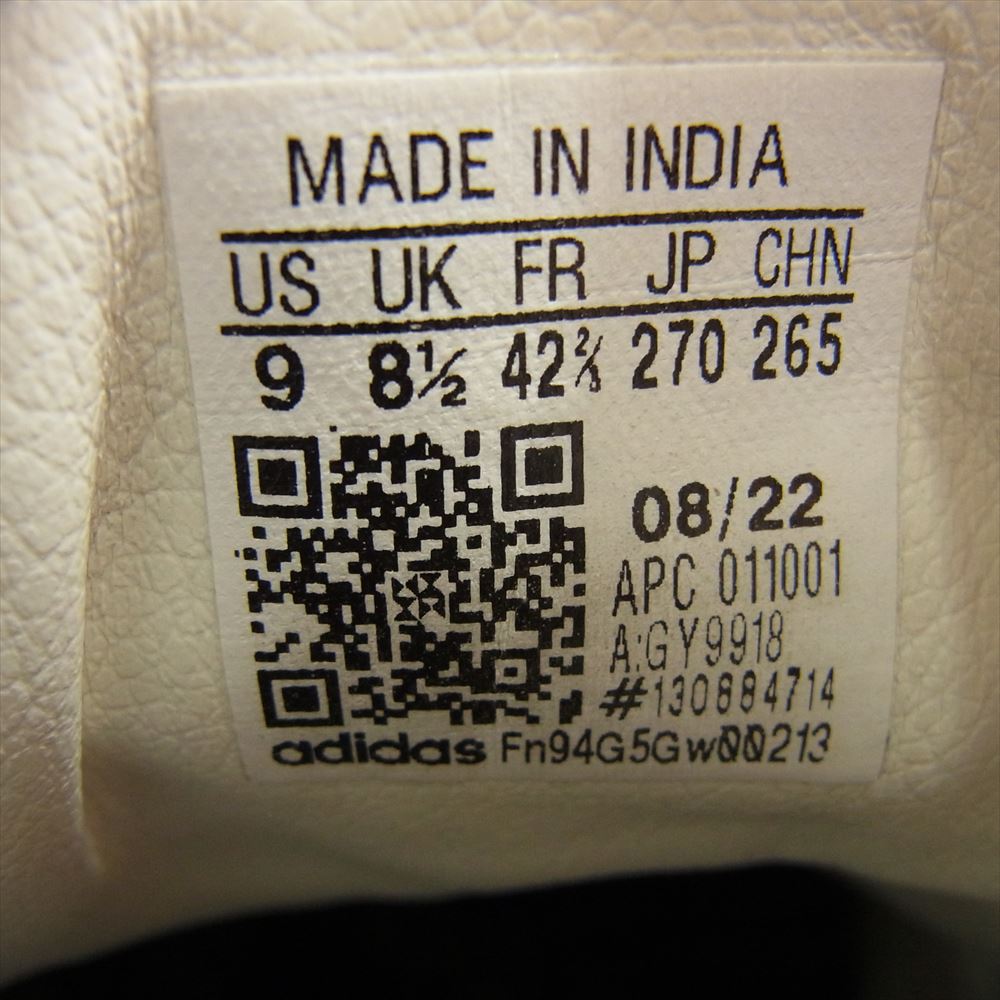 MADE IN INDIA
US UK FR JP CHN
9 8½ 42⅔ 270 265
08/22
APC 011001
A:GY9918
#130884714
adidas Fn94G5Gw00213